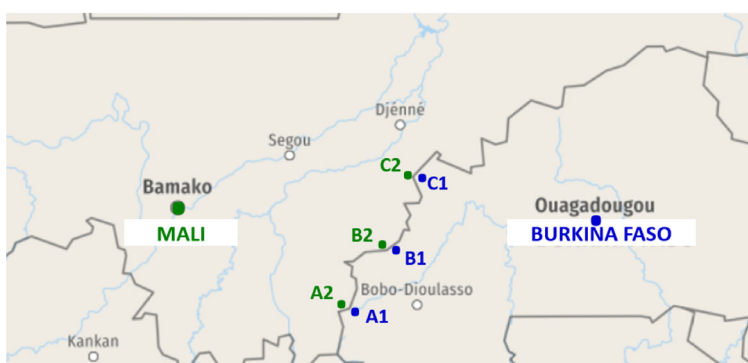 Djénné
Segou
C2
C1
Bamako
MALI
Ouagadougou
BURKINA FASO
B2
B1
A2
Bobo-Dioulasso
A1
Kankan